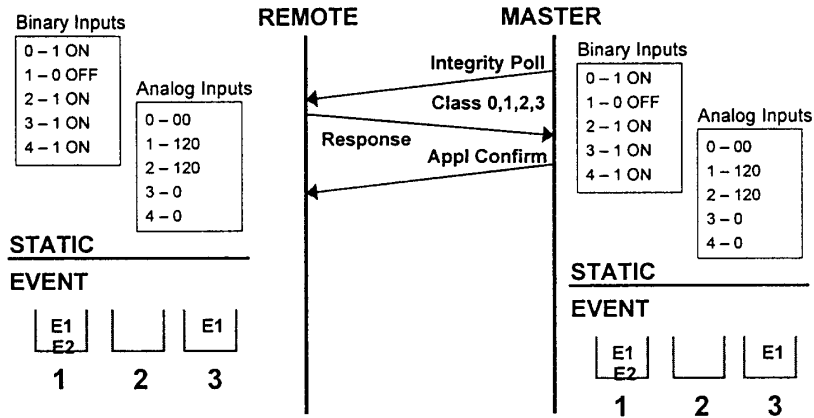 REMOTE
MASTER
Binary Inputs
0 – 1 ON
1 – 0 OFF
2 – 1 ON
3 – 1 ON
4 – 1 ON
Analog Inputs
0 – 00
1 – 120
2 – 120
3 – 0
4 – 0
STATIC
EVENT
E1
E2
E1
1 2 3
Integrity Poll
Class 0,1,2,3
Response
Appl Confirm
Binary Inputs
0 – 1 ON
1 – 0 OFF
2 – 1 ON
3 – 1 ON
4 – 1 ON
Analog Inputs
0 – 00
1 – 120
2 – 120
3 – 0
4 – 0
STATIC
EVENT
E1
E2
E1
1 2 3